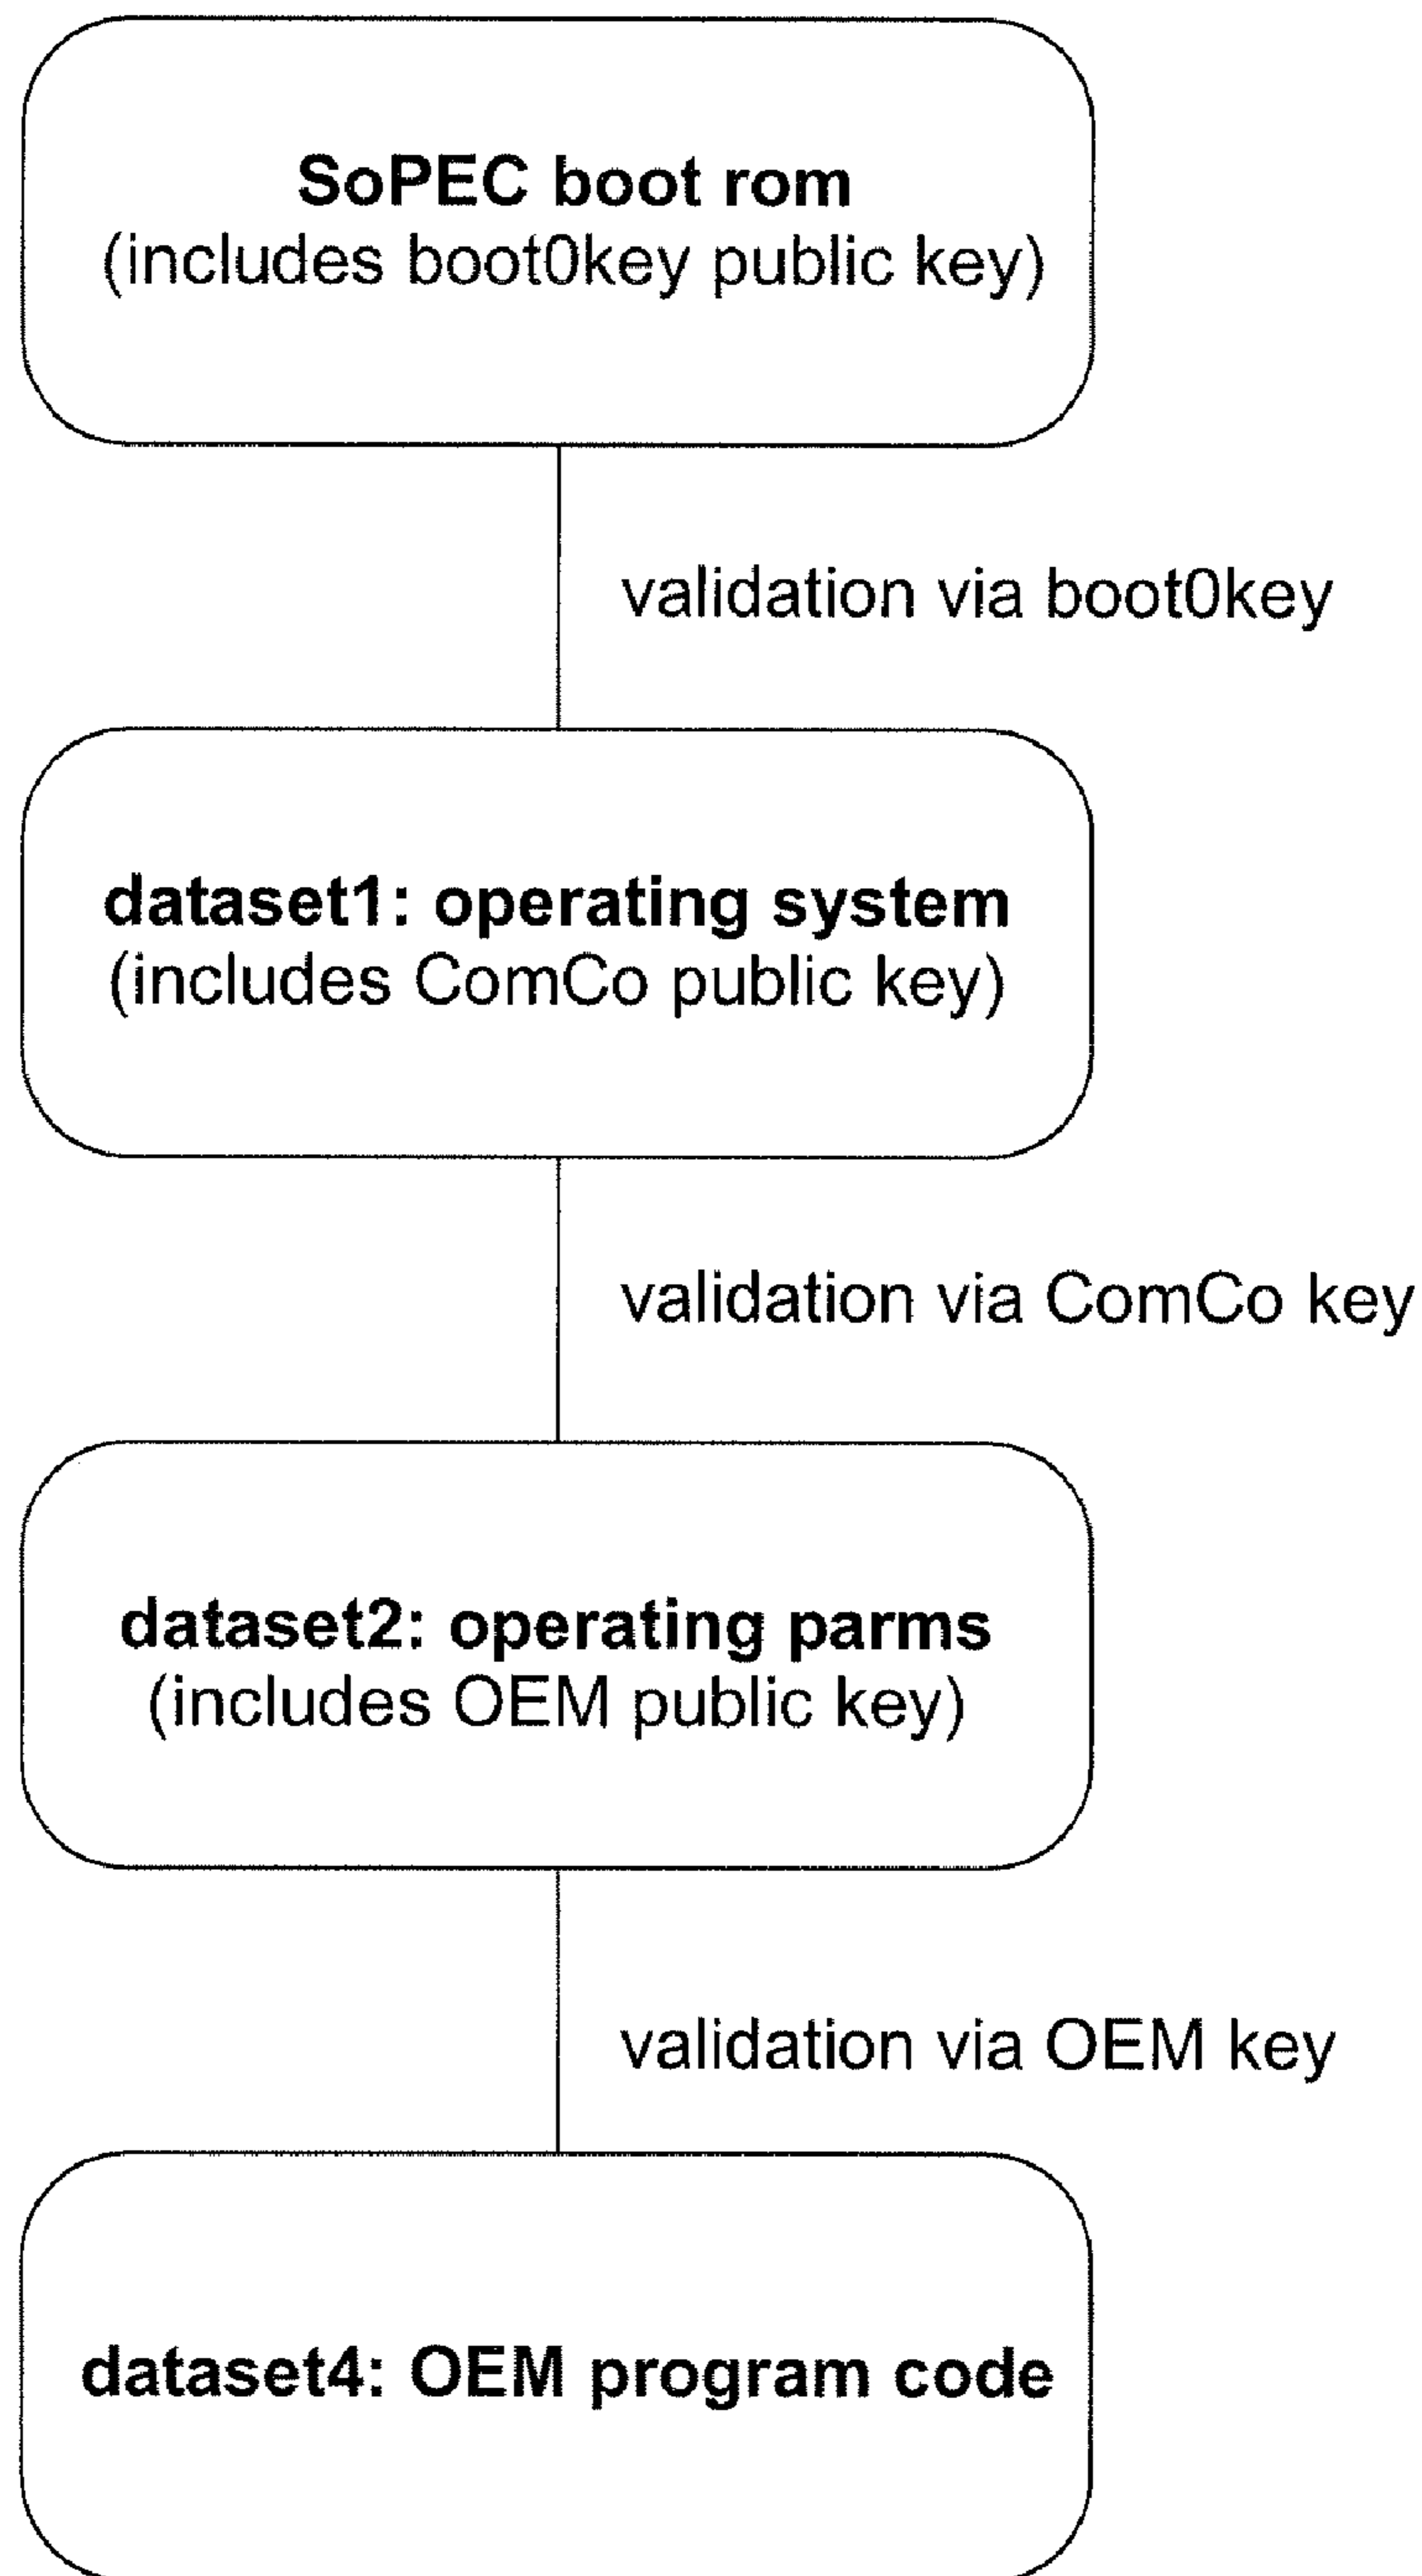 SoPEC boot rom
(includes boot0key public key)
validation via boot0key
dataset1: operating system
(includes ComCo public key)
validation via ComCo key
dataset2: operating parms
(includes OEM public key)
validation via OEM key
dataset4: OEM program code